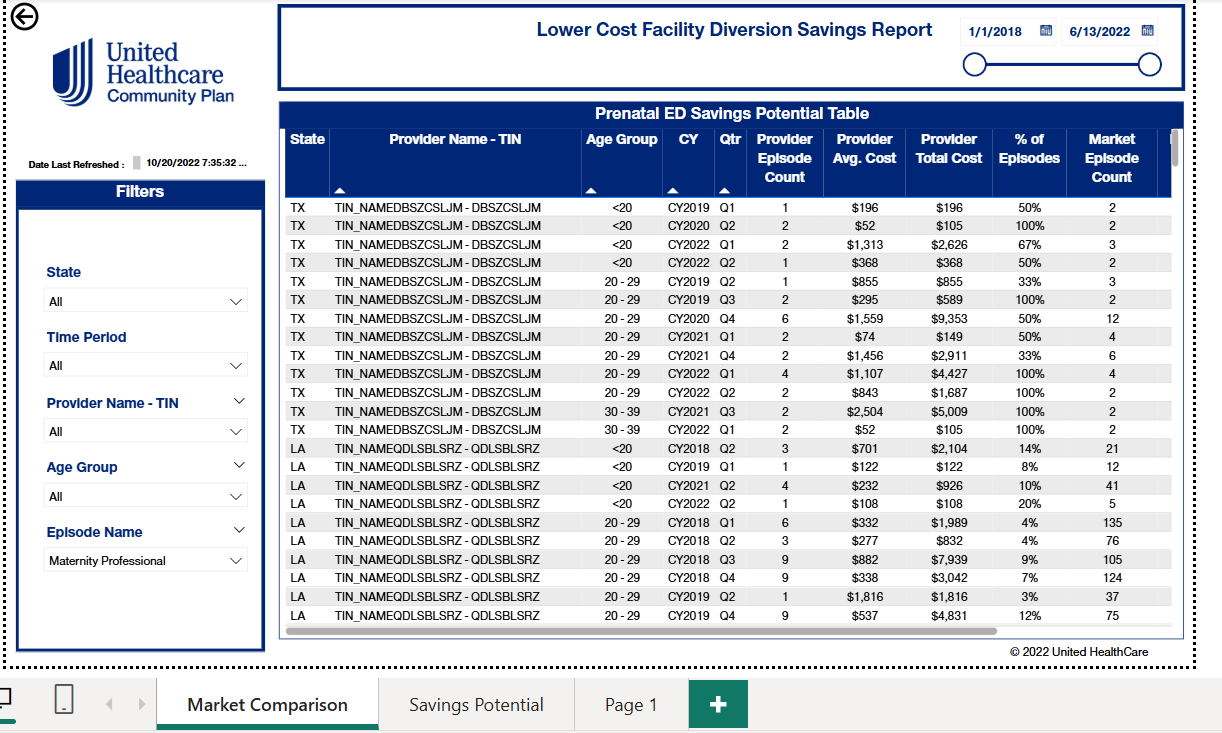 Lower Cost Facility Diversion Savings Report
1/1/2018 6/13/2022
United
Healthcare
Community Plan
Date Last Refreshed : 10/20/2022 7:35:32 ...
Filters
State
All
Time Period
All
Provider Name - TIN
All
Age Group
All
Episode Name
Maternity Professional
Prenatal ED Savings Potential Table
State Provider Name - TIN Age Group CY Qtr Provider Episode Count Provider Avg. Cost Provider Total Cost % of Episodes Market Episode Count
TX TIN_NAMEDBSZCSLJM - DBSZCSLJM <20 CY2019 Q1 1 $196 $196 50% 2
TX TIN_NAMEDBSZCSLJM - DBSZCSLJM <20 CY2020 Q2 2 $52 $105 100% 2
TX TIN_NAMEDBSZCSLJM - DBSZCSLJM <20 CY2022 Q1 2 $1,313 $2,626 67% 3
TX TIN_NAMEDBSZCSLJM - DBSZCSLJM <20 CY2022 Q2 1 $368 $368 50% 2
TX TIN_NAMEDBSZCSLJM - DBSZCSLJM 20 - 29 CY2019 Q2 1 $855 $855 33% 3
TX TIN_NAMEDBSZCSLJM - DBSZCSLJM 20 - 29 CY2019 Q3 2 $295 $589 100% 2
TX TIN_NAMEDBSZCSLJM - DBSZCSLJM 20 - 29 CY2020 Q4 6 $1,559 $9,353 50% 12
TX TIN_NAMEDBSZCSLJM - DBSZCSLJM 20 - 29 CY2021 Q1 2 $74 $149 50% 4
TX TIN_NAMEDBSZCSLJM - DBSZCSLJM 20 - 29 CY2021 Q4 2 $1,456 $2,911 33% 6
TX TIN_NAMEDBSZCSLJM - DBSZCSLJM 20 - 29 CY2022 Q1 4 $1,107 $4,427 100% 4
TX TIN_NAMEDBSZCSLJM - DBSZCSLJM 20 - 29 CY2022 Q2 2 $843 $1,687 100% 2
TX TIN_NAMEDBSZCSLJM - DBSZCSLJM 30 - 39 CY2021 Q3 2 $2,504 $5,009 100% 2
TX TIN_NAMEDBSZCSLJM - DBSZCSLJM 30 - 39 CY2022 Q1 2 $52 $105 100% 2
LA TIN_NAMEQDLSBLSRZ - QDLSBLSRZ <20 CY2018 Q2 3 $701 $2,104 14% 21
LA TIN_NAMEQDLSBLSRZ - QDLSBLSRZ <20 CY2019 Q1 1 $122 $122 8% 12
LA TIN_NAMEQDLSBLSRZ - QDLSBLSRZ <20 CY2021 Q2 4 $232 $926 10% 41
LA TIN_NAMEQDLSBLSRZ - QDLSBLSRZ <20 CY2022 Q2 1 $108 $108 20% 5
LA TIN_NAMEQDLSBLSRZ - QDLSBLSRZ 20 - 29 CY2018 Q1 6 $332 $1,989 4% 135
LA TIN_NAMEQDLSBLSRZ - QDLSBLSRZ 20 - 29 CY2018 Q2 3 $277 $832 4% 76
LA TIN_NAMEQDLSBLSRZ - QDLSBLSRZ 20 - 29 CY2018 Q3 9 $882 $7,939 9% 105
LA TIN_NAMEQDLSBLSRZ - QDLSBLSRZ 20 - 29 CY2018 Q4 9 $338 $3,042 7% 124
LA TIN_NAMEQDLSBLSRZ - QDLSBLSRZ 20 - 29 CY2019 Q2 1 $1,816 $1,816 3% 37
LA TIN_NAMEQDLSBLSRZ - QDLSBLSRZ 20 - 29 CY2019 Q4 9 $537 $4,831 12% 75
© 2022 United HealthCare
Market Comparison Savings Potential Page 1